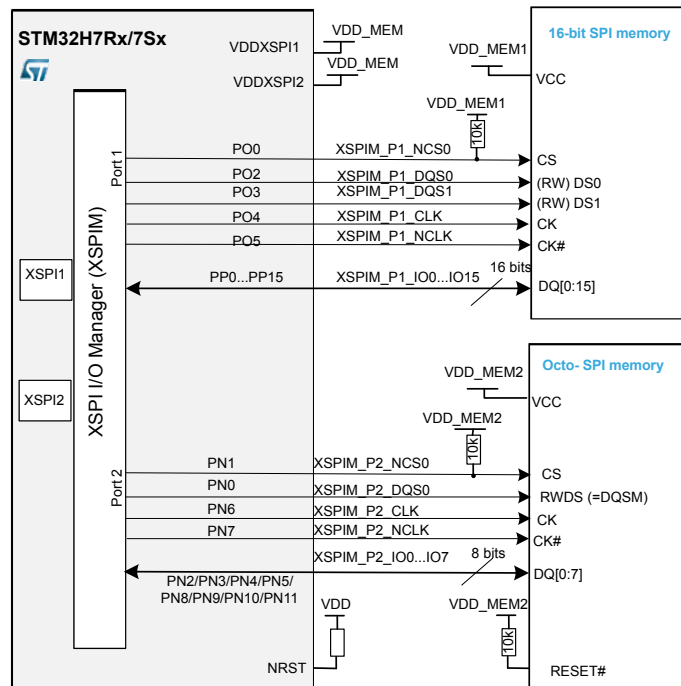 STM32H7Rx/7Sx
ST
VDDXSPI1
VDD_MEM
VDDXSPI2
VDD_MEM
16-bit SPI memory
VDD_MEM1
VCC
VDD_MEM1
10k
XSPI I/O Manager (XSPIM)
Port 1
PO0 XSPIM_P1_NCS0 CS
PO2 XSPIM_P1_DQS0 (RW) DS0
PO3 XSPIM_P1_DQS1 (RW) DS1
PO4 XSPIM_P1_CLK CK
PO5 XSPIM_P1_NCLK CK#
XSPI1
PP0...PP15 XSPIM_P1_IO0...IO15 16 bits DQ[0:15]
XSPI2
Octo- SPI memory
VDD_MEM2
VCC
VDD_MEM2
10k
Port 2
PN1 XSPIM_P2_NCS0 CS
PN0 XSPIM_P2_DQS0 RWDS (=DQSM)
PN6 XSPIM_P2_CLK CK
PN7 XSPIM_P2_NCLK CK#
XSPIM_P2_IO0...IO7 8 bits DQ[0:7]
PN2/PN3/PN4/PN5/
PN8/PN9/PN10/PN11
VDD
VDD_MEM2
10k
NRST
RESET#